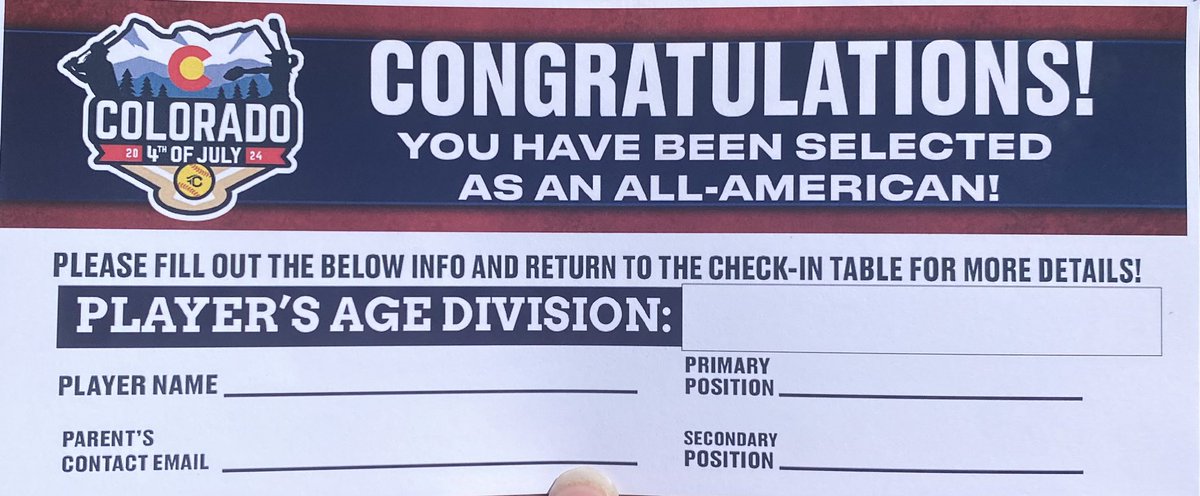 COLORADO
20 4TH OF JULY 24
CONGRATULATIONS!
YOU HAVE BEEN SELECTED
AS AN ALL-AMERICAN!
PLEASE FILL OUT THE BELOW INFO AND RETURN TO THE CHECK-IN TABLE FOR MORE DETAILS!
PLAYER'S AGE DIVISION:
PLAYER NAME
PRIMARY
POSITION
PARENT'S
CONTACT EMAIL
SECONDARY
POSITION